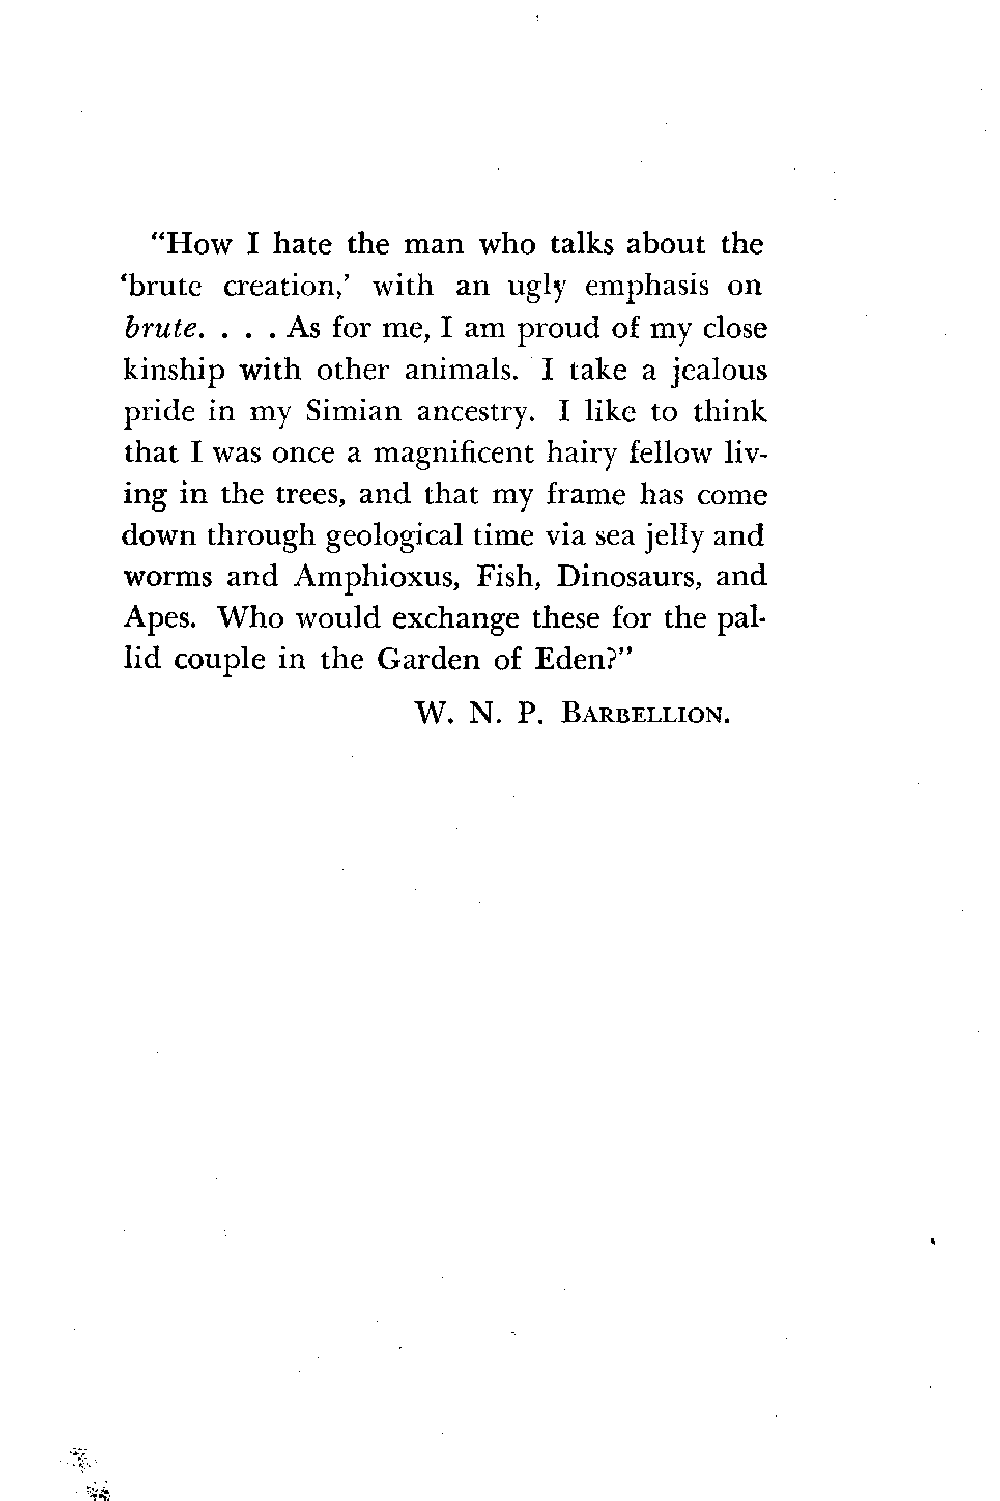 “How I hate the man who talks about the
‘brute creation,’ with an ugly emphasis on
brute. . . . As for me, I am proud of my close
kinship with other animals. I take a jealous
pride in my Simian ancestry. I like to think
that I was once a magnificent hairy fellow liv-
ing in the trees, and that my frame has come
down through geological time via sea jelly and
worms and Amphioxus, Fish, Dinosaurs, and
Apes. Who would exchange these for the pal-
lid couple in the Garden of Eden?”
W. N. P. BARBELLION.